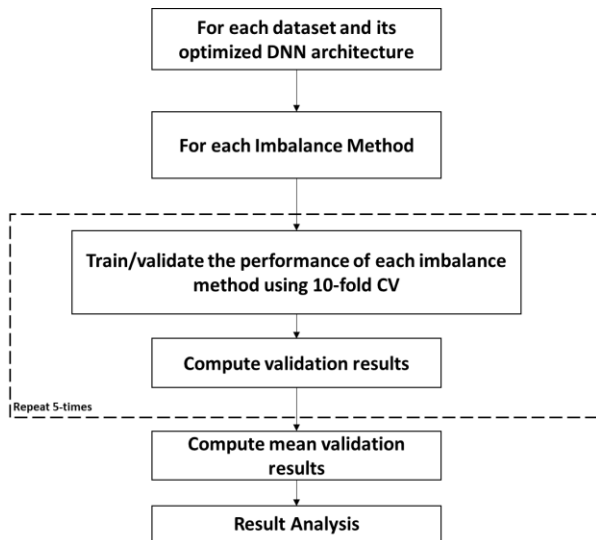 For each dataset and its
optimized DNN architecture
For each Imbalance Method
Train/validate the performance of each imbalance
method using 10-fold CV
Compute validation results
Repeat 5-times
Compute mean validation
results
Result Analysis